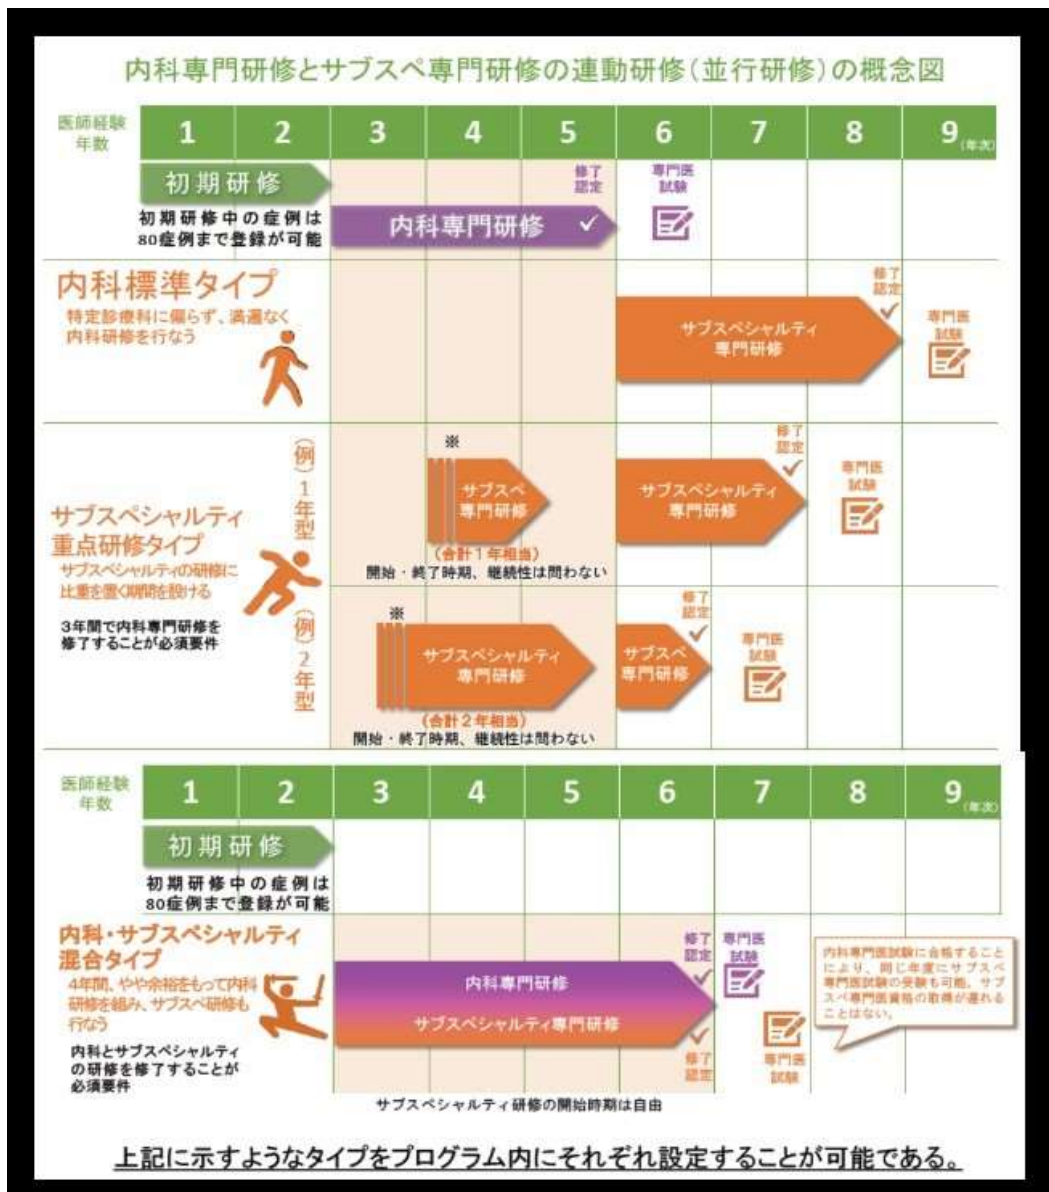 内科専門研修とサブスペ専門研修の連動研修(並行研修)の概念図
医師経験
年数
1 2 3 4 5 6 7 8 9(年次)
初期研修
初期研修中の症例は
80症例まで登録が可能
内科専門研修
修了
認定
専門医
試験
内科標準タイプ
特定診療科に偏らず、満遍なく
内科研修を行なう
サブスペシャルティ
専門研修
修了
認定
専門医
試験
サブスペシャルティ
重点研修タイプ
サブスペシャルティの研修に
比重を置く期間を設ける
3年間で内科専門研修を
修了することが必須要件
(例)1年型
※
サブスペ
専門研修
(合計1年相当)
開始・終了時期、継続性は問わない
サブスペシャルティ
専門研修
修了
認定
専門医
試験
(例)2年型
※
サブスペシャルティ
専門研修
(合計2年相当)
開始・終了時期、継続性は問わない
サブスペ
専門研修
修了
認定
専門医
試験
医師経験
年数
1 2 3 4 5 6 7 8 9(年次)
初期研修
初期研修中の症例は
80症例まで登録が可能
内科・サブスペシャルティ
混合タイプ
4年間、やや余裕をもって内科
研修を組み、サブスペ研修も
行なう
内科とサブスペシャルティ
の研修を修了することが
必須要件
内科専門研修
サブスペシャルティ専門研修
修了
認定
専門医
試験
修了
認定
専門医
試験
内科専門医試験に合格すること
により、同じ年度にサブスペ
専門医試験の受験も可能。サブ
スペ専門医資格の取得が遅れる
ことはない。
サブスペシャルティ研修の開始時期は自由
上記に示すようなタイプをプログラム内にそれぞれ設定することが可能である。